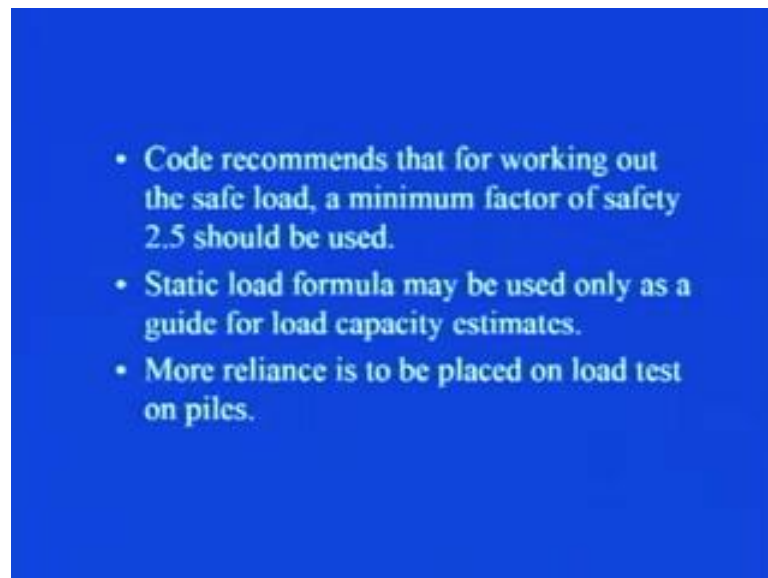 • Code recommends that for working out
the safe load, a minimum factor of safety
2.5 should be used.
• Static load formula may be used only as a
guide for load capacity estimates.
• More reliance is to be placed on load test
on piles.